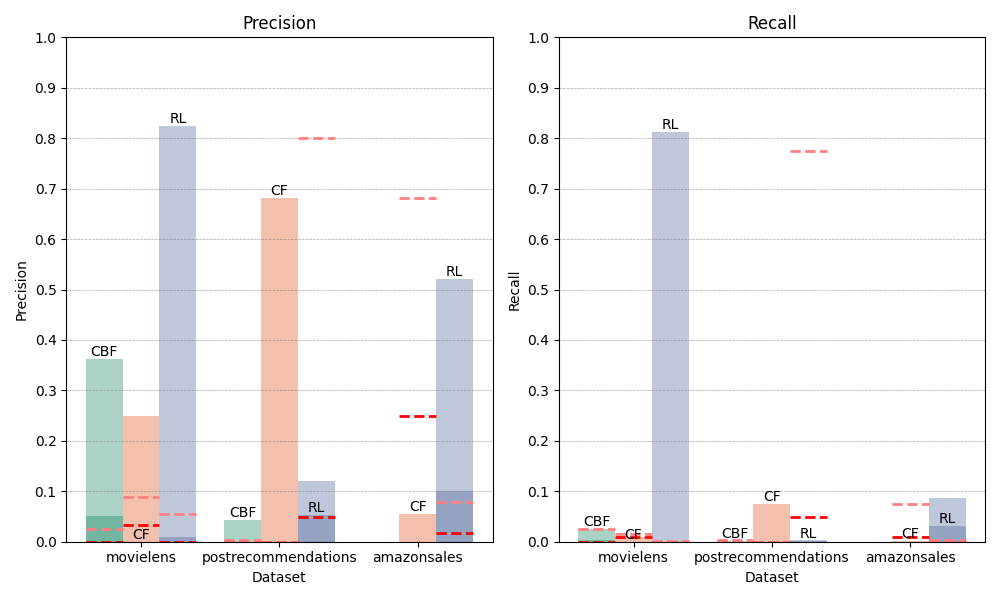 Precision
Precision
1.0
0.9
0.8
0.7
0.6
0.5
0.4
0.3
0.2
0.1
0.0
CBF
CF
RL
CBF
CF
RL
CF
RL
movielens
postrecommendations
amazonsales
Dataset
Recall
Recall
1.0
0.9
0.8
0.7
0.6
0.5
0.4
0.3
0.2
0.1
0.0
CBF
CF
RL
CBF
CF
RL
CF
RL
movielens
postrecommendations
amazonsales
Dataset